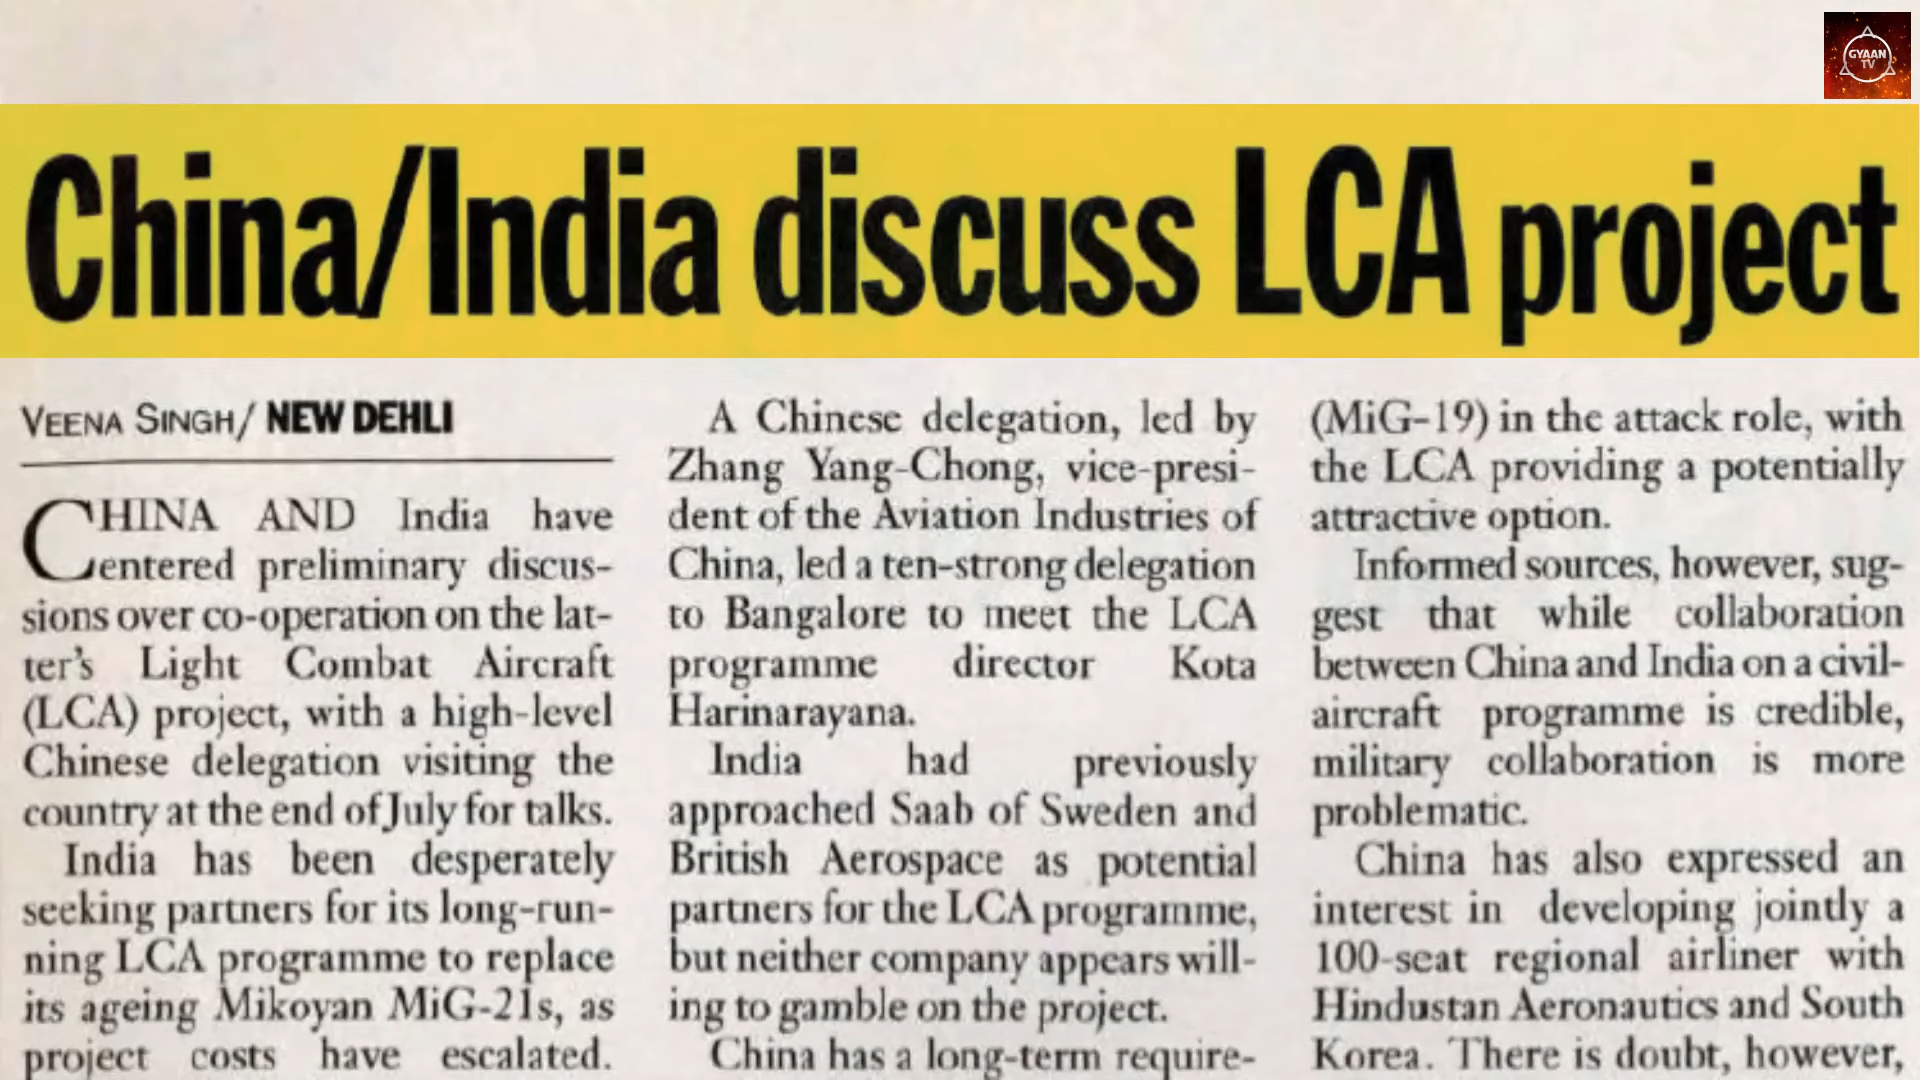 GYAAN
TV
China/India discuss LCA project
VEENA SINGH/ NEW DEHLI
CHINA AND India have
entered preliminary discus-
sions over co-operation on the lat-
ter's Light Combat Aircraft
(LCA) project, with a high-level
Chinese delegation visiting the
country at the end of July for talks.
India has been desperately
seeking partners for its long-run-
ning LCA programme to replace
its ageing Mikoyan MiG-21s, as
project costs have escalated.
A Chinese delegation, led by
Zhang Yang-Chong, vice-presi-
dent of the Aviation Industries of
China, led a ten-strong delegation
to Bangalore to meet the LCA
programme director Kota
Harinarayana.
India had previously
approached Saab of Sweden and
British Aerospace as potential
partners for the LCA programme,
but neither company appears will-
ing to gamble on the project.
China has a long-term require-
(MiG-19) in the attack role, with
the LCA providing a potentially
attractive option.
Informed sources, however, sug-
gest that while collaboration
between China and India on a civil-
aircraft programme is credible,
military collaboration is more
problematic.
China has also expressed an
interest in developing jointly a
100-seat regional airliner with
Hindustan Aeronautics and South
Korea. There is doubt, however,